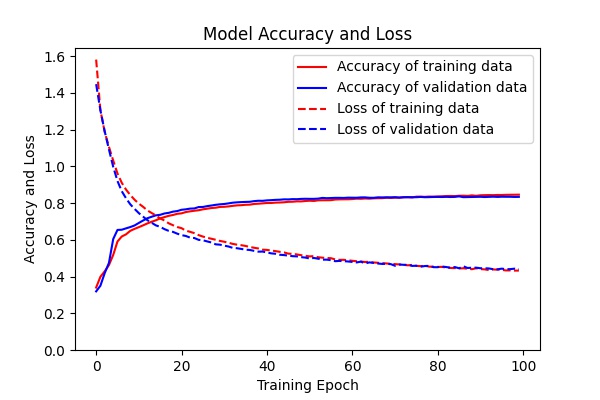 Model Accuracy and Loss
Accuracy of training data
Accuracy of validation data
Loss of training data
Loss of validation data
Accuracy and Loss
1.6
1.4
1.2
1.0
0.8
0.6
0.4
0.2
0.0
0 20 40 60 80 100
Training Epoch